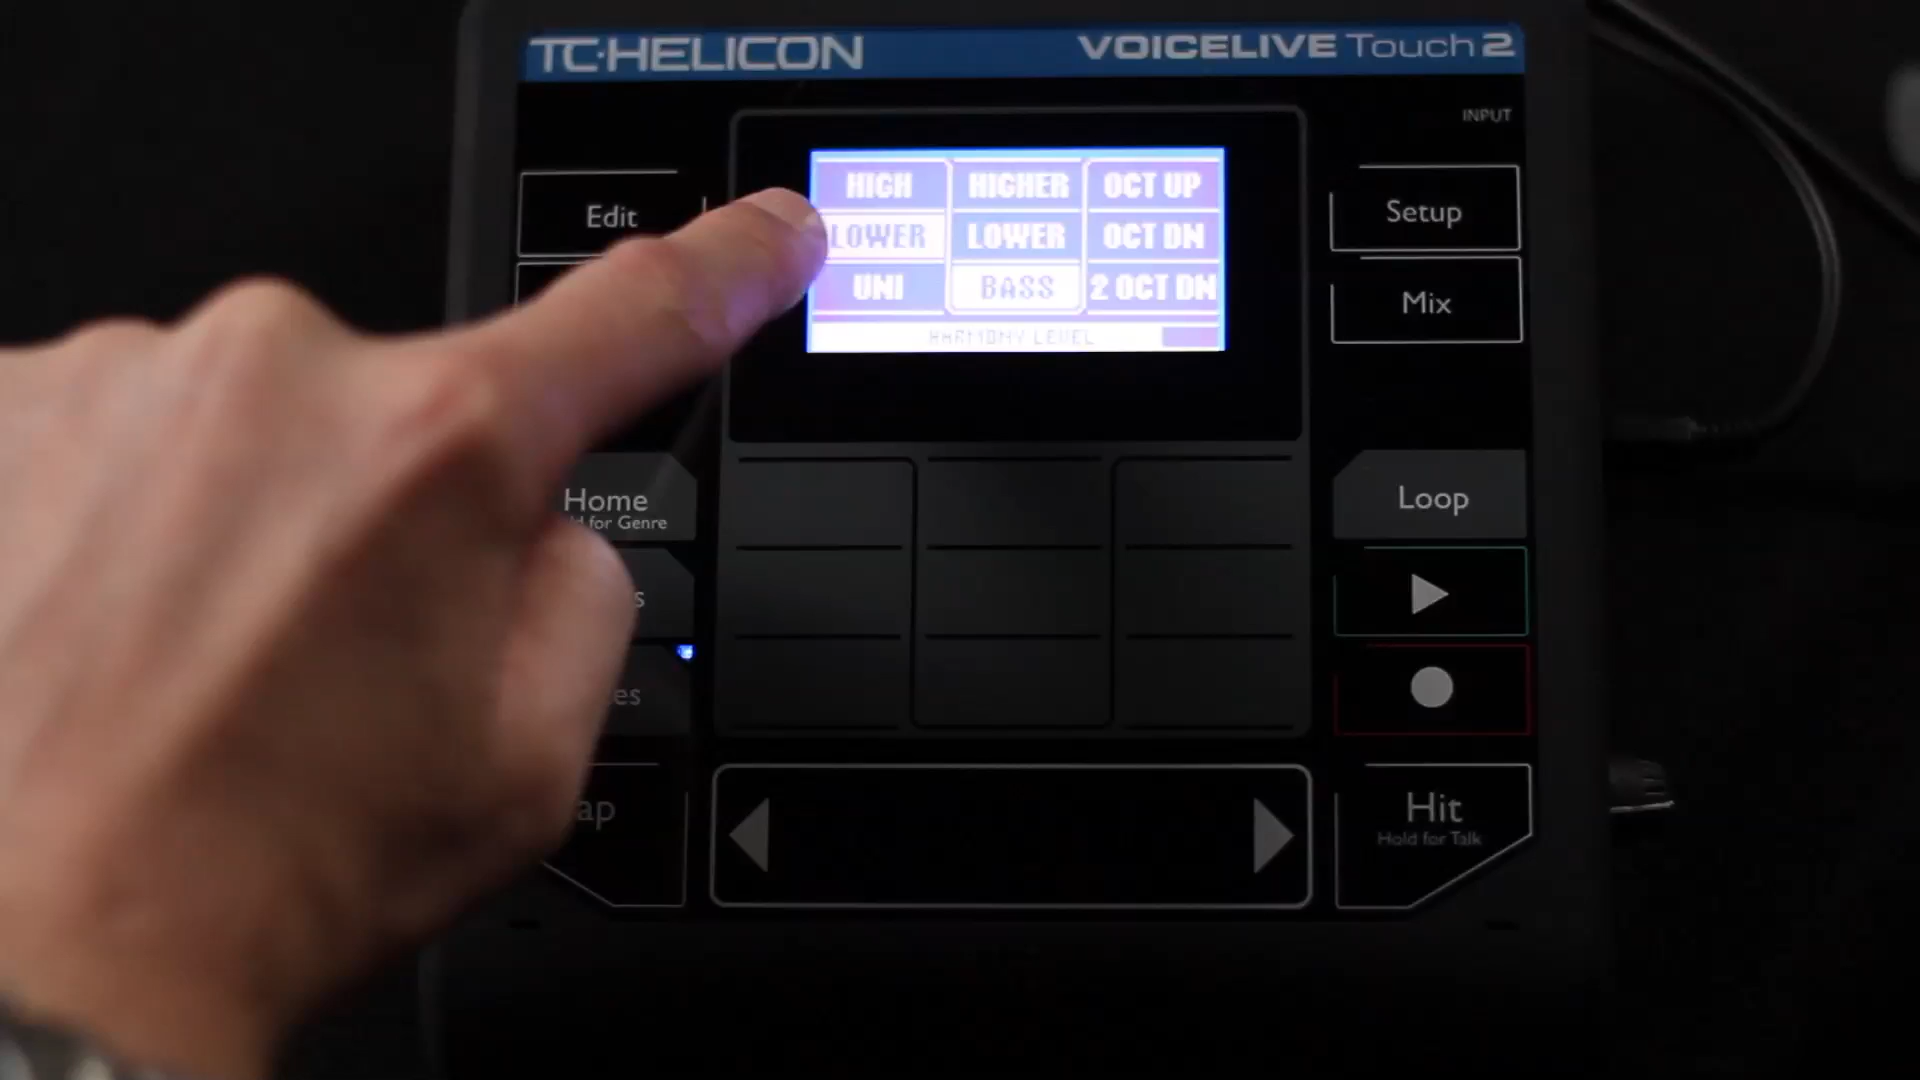 TC·HELICON
VOICELIVE Touch 2
INPUT
Edit
HIGH
HIGHER
OCT UP
Setup
LOWER
LOWER
OCT DN
UNI
BASS
2 OCT DN
Mix
HARMONY LEVEL
Home
for Genre
Loop
Hit
Hold for Talk